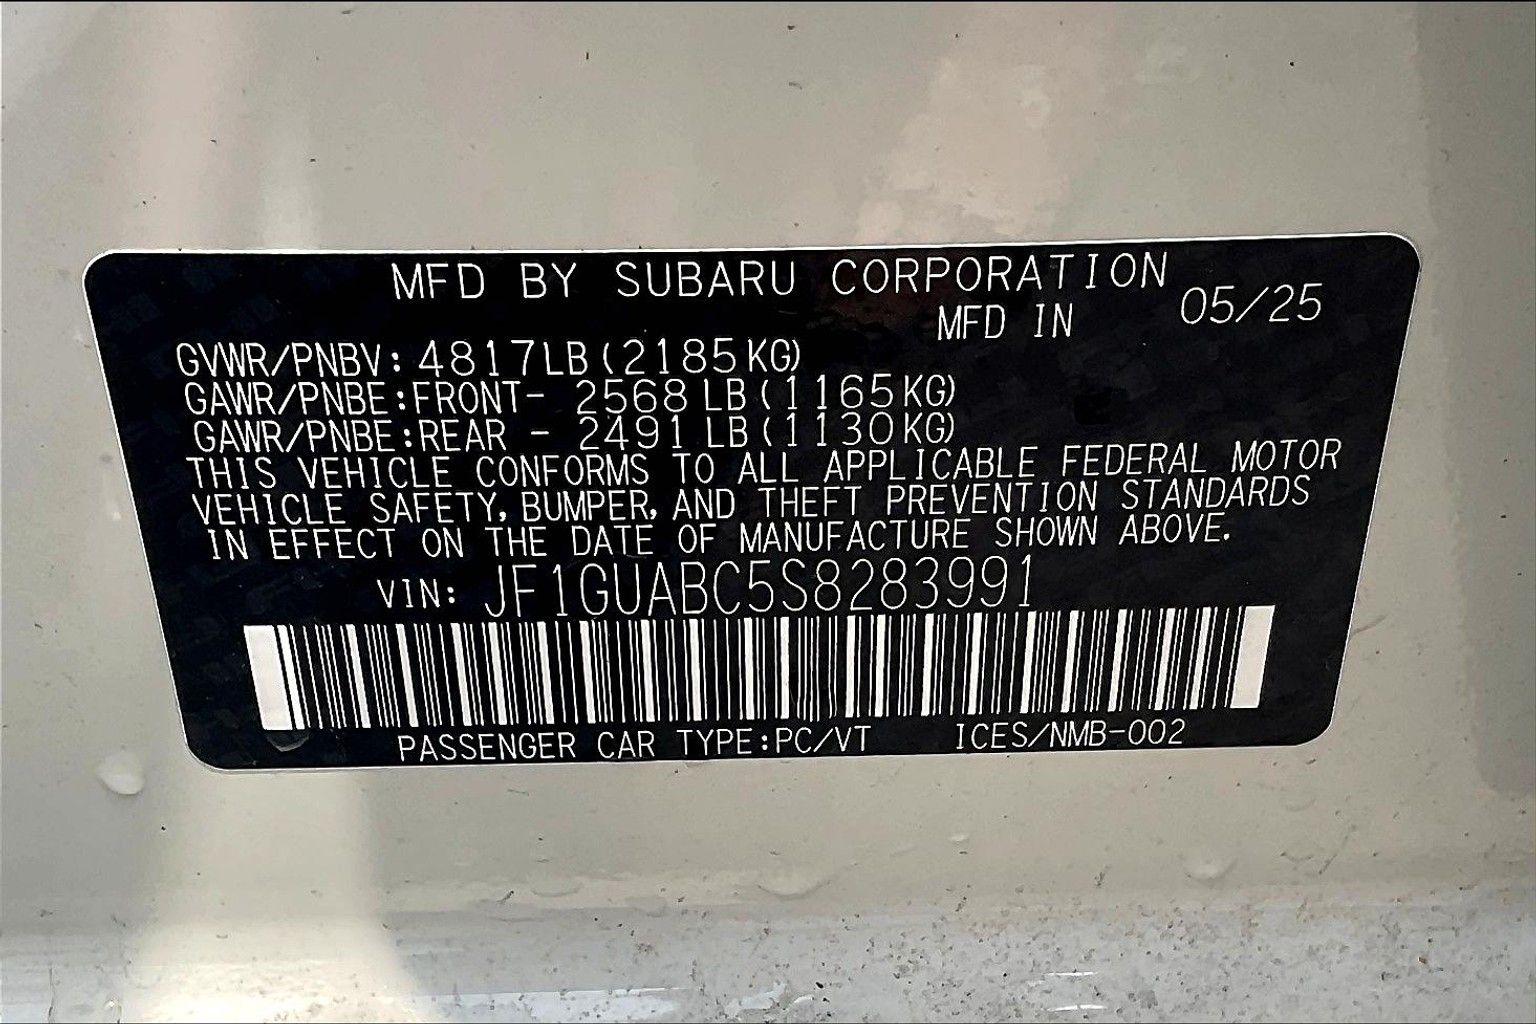 MFD BY SUBARU CORPORATION
MFD IN 05/25
GVWR/PNBV: 4817LB(2185KG)
GAWR/PNBE:FRONT- 2568 LB(1165KG)
GAWR/PNBE:REAR - 2491 LB(1130KG)
THIS VEHICLE CONFORMS TO ALL APPLICABLE FEDERAL MOTOR
VEHICLE SAFETY, BUMPER, AND THEFT PREVENTION STANDARDS
IN EFFECT ON THE DATE OF MANUFACTURE SHOWN ABOVE.
VIN: JF1GUABC5S8283991
PASSENGER CAR TYPE:PC/VT ICES/NMB-002